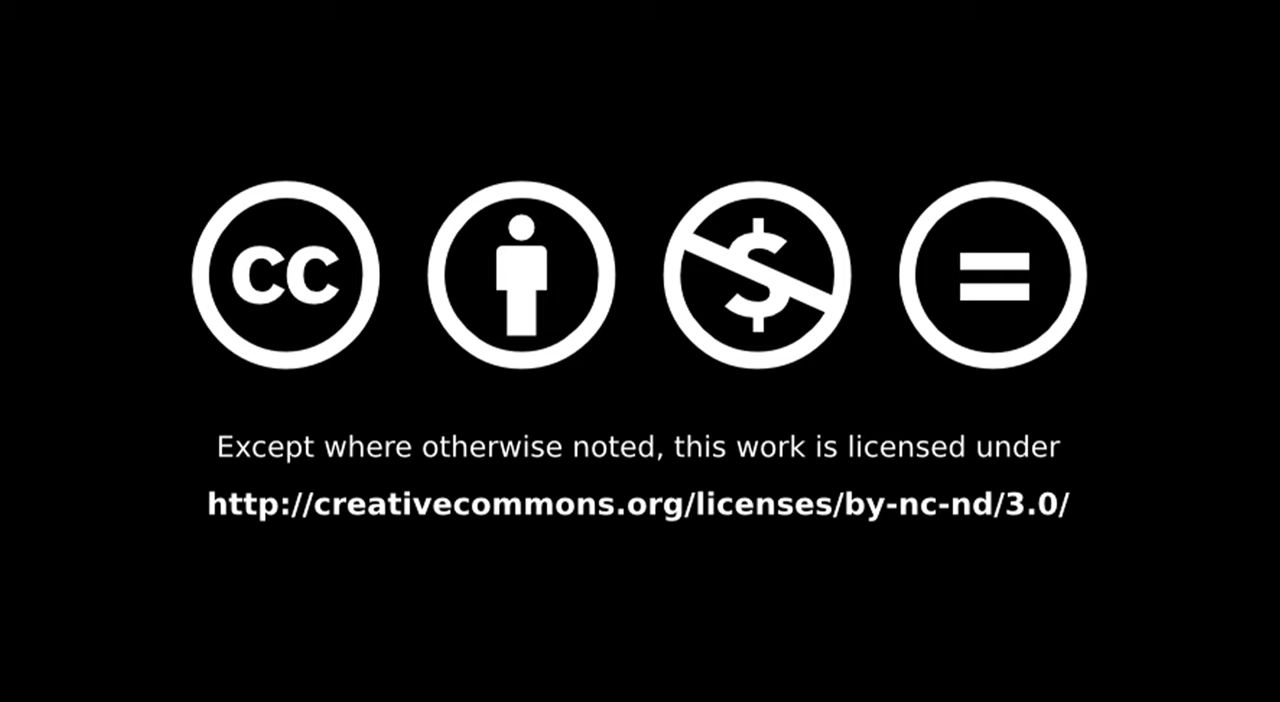 cc
$
=
Except where otherwise noted, this work is licensed under
http://creativecommons.org/licenses/by-nc-nd/3.0/